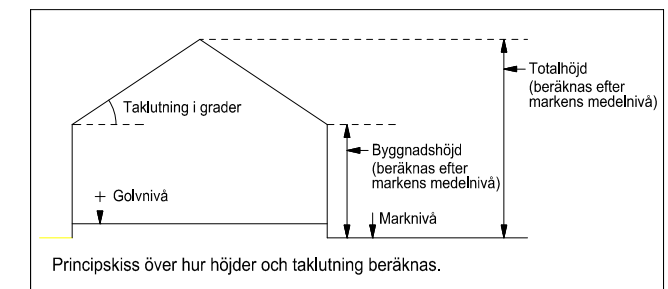 Totalhöjd
(beräknas efter
markens medelnivå)
Taklutning i grader
Byggnadshöjd
(beräknas efter
markens medelnivå)
+ Golvnivå
Marknivå
Principskiss över hur höjder och taklutning beräknas.